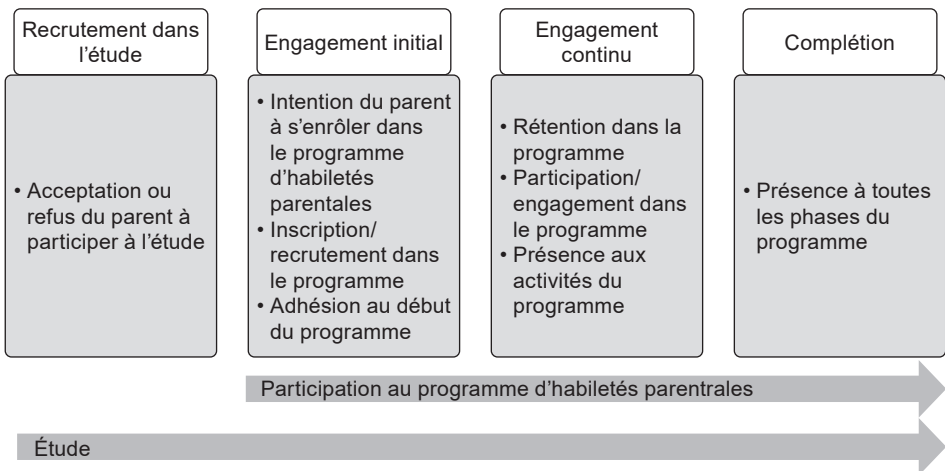 Recrutement dans
l’étude
• Acceptation ou
refus du parent à
participer à l’étude
Engagement initial
• Intention du parent
à s’enrôler dans
le programme
d’habiletés
parentales
• Inscription/
recrutement dans
le programme
• Adhésion au début
du programme
Engagement
continu
• Rétention dans la
programme
• Participation/
engagement dans
le programme
• Présence aux
activités du
programme
Complétion
• Présence à toutes
les phases du
programme
Participation au programme d’habiletés parentrales
Étude